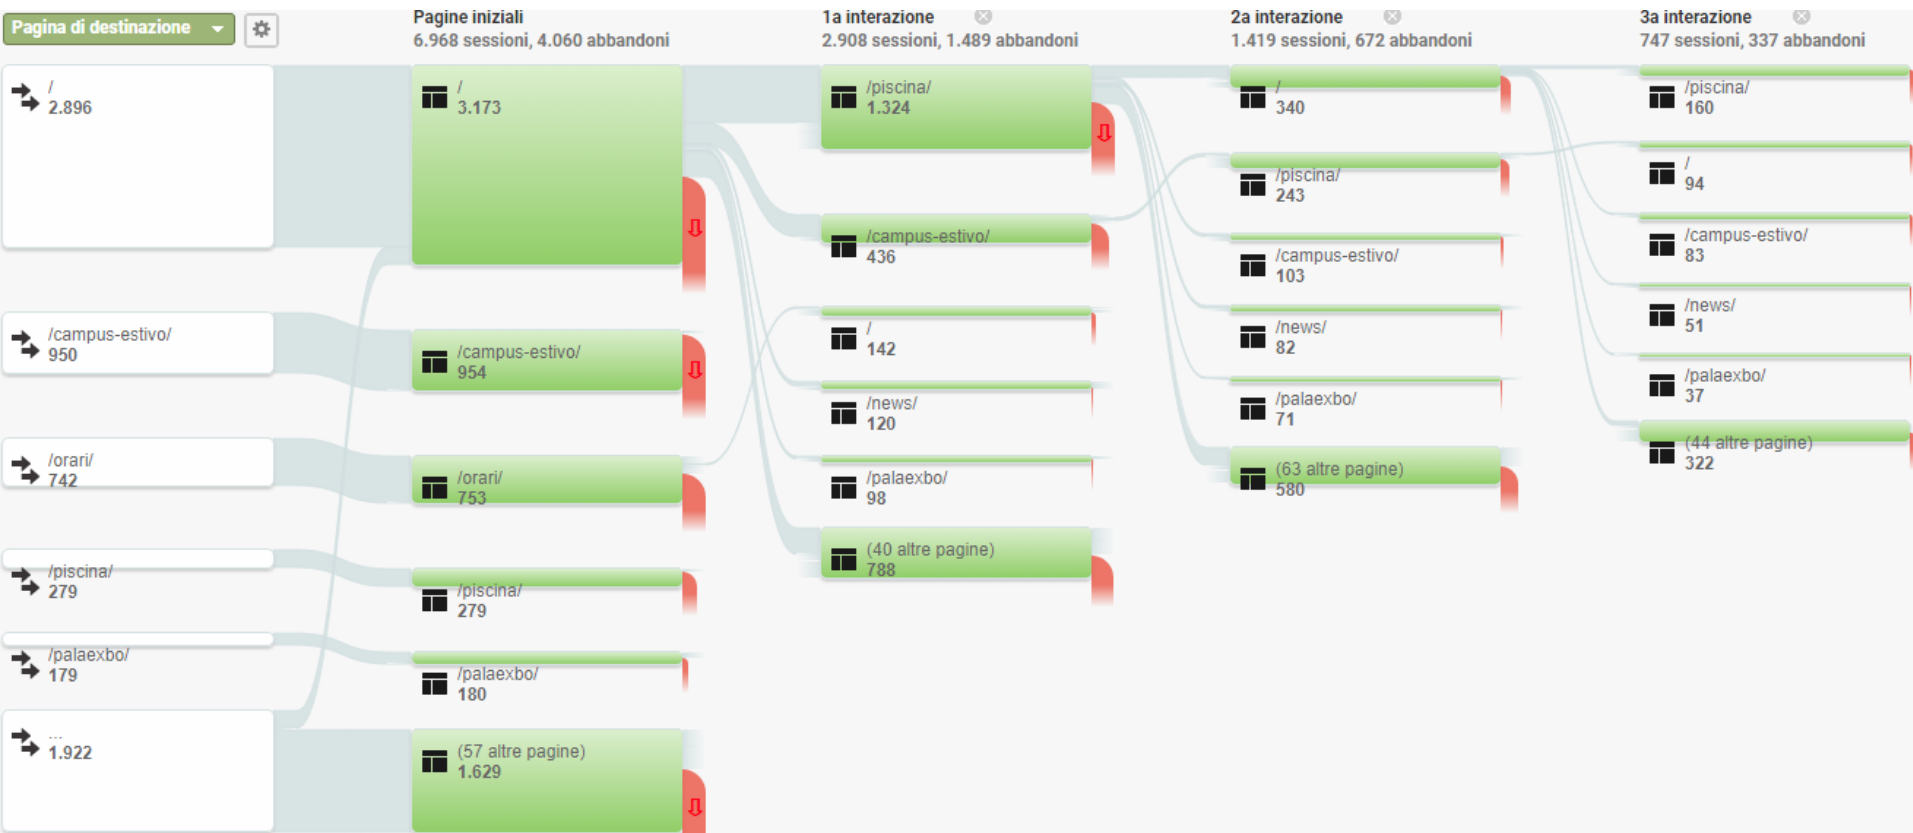 Pagina di destinazione
/
2.896
/campus-estivo/
950
/orari/
742
/piscina/
279
/palaexbo/
179
...
1.922
Pagine iniziali
6.968 sessioni, 4.060 abbandoni
/
3.173
/campus-estivo/
954
/orari/
753
/piscina/
279
/palaexbo/
180
(57 altre pagine)
1.629
1a interazione
2.908 sessioni, 1.489 abbandoni
/piscina/
1.324
/campus-estivo/
436
/
142
/news/
120
/palaexbo/
98
(40 altre pagine)
788
2a interazione
1.419 sessioni, 672 abbandoni
/
340
/piscina/
243
/campus-estivo/
103
/news/
82
/palaexbo/
71
(63 altre pagine)
580
3a interazione
747 sessioni, 337 abbandoni
/piscina/
160
/
94
/campus-estivo/
83
/news/
51
/palaexbo/
37
(44 altre pagine)
322